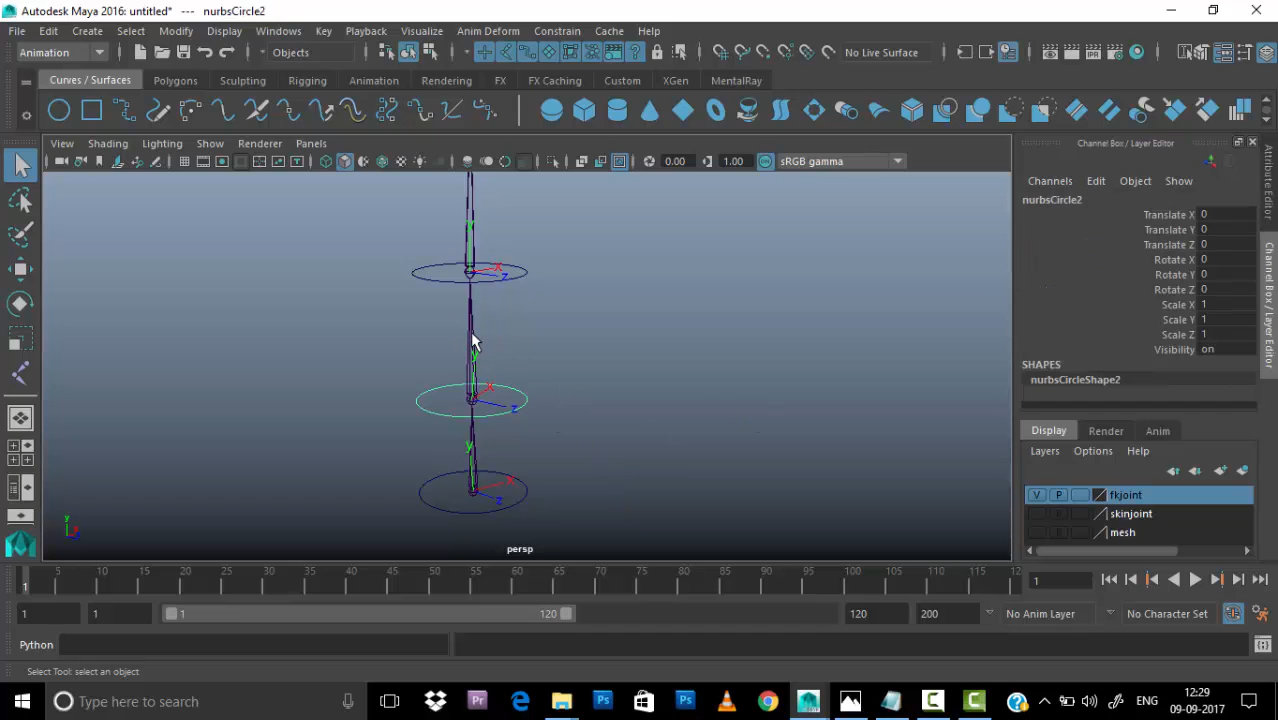 Autodesk Maya 2016: untitled* --- nurbsCircle2
File Edit Create Select Modify Display Windows Key Playback Visualize Anim Deform Constrain Cache Help
Animation Objects No Live Surface
Curves / Surfaces Polygons Sculpting Rigging Animation Rendering FX FX Caching Custom XGen MentalRay
View Shading Lighting Show Renderer Panels
0.00 1.00 sRGB gamma
Channel Box / Layer Editor
Channels Edit Object Show
nurbsCircle2
Translate X 0
Translate Y 0
Translate Z 0
Rotate X 0
Rotate Y 0
Rotate Z 0
Scale X 1
Scale Y 1
Scale Z 1
Visibility on
SHAPES
nurbsCircleShape2
Display Render Anim
Layers Options Help
V P fkjoint
skinjoint
mesh
Attribute Editor
Channel Box / Layer Editor
y x z
y x z
y x z
y
persp
1 5 10 15 20 25 30 35 40 45 50 55 60 65 70 75 80 85 90 95 100 105 110 115 12
1
1 1 1 120 120 200 No Anim Layer No Character Set
Python
Select Tool: select an object
Type here to search
ENG
12:29
09-09-2017